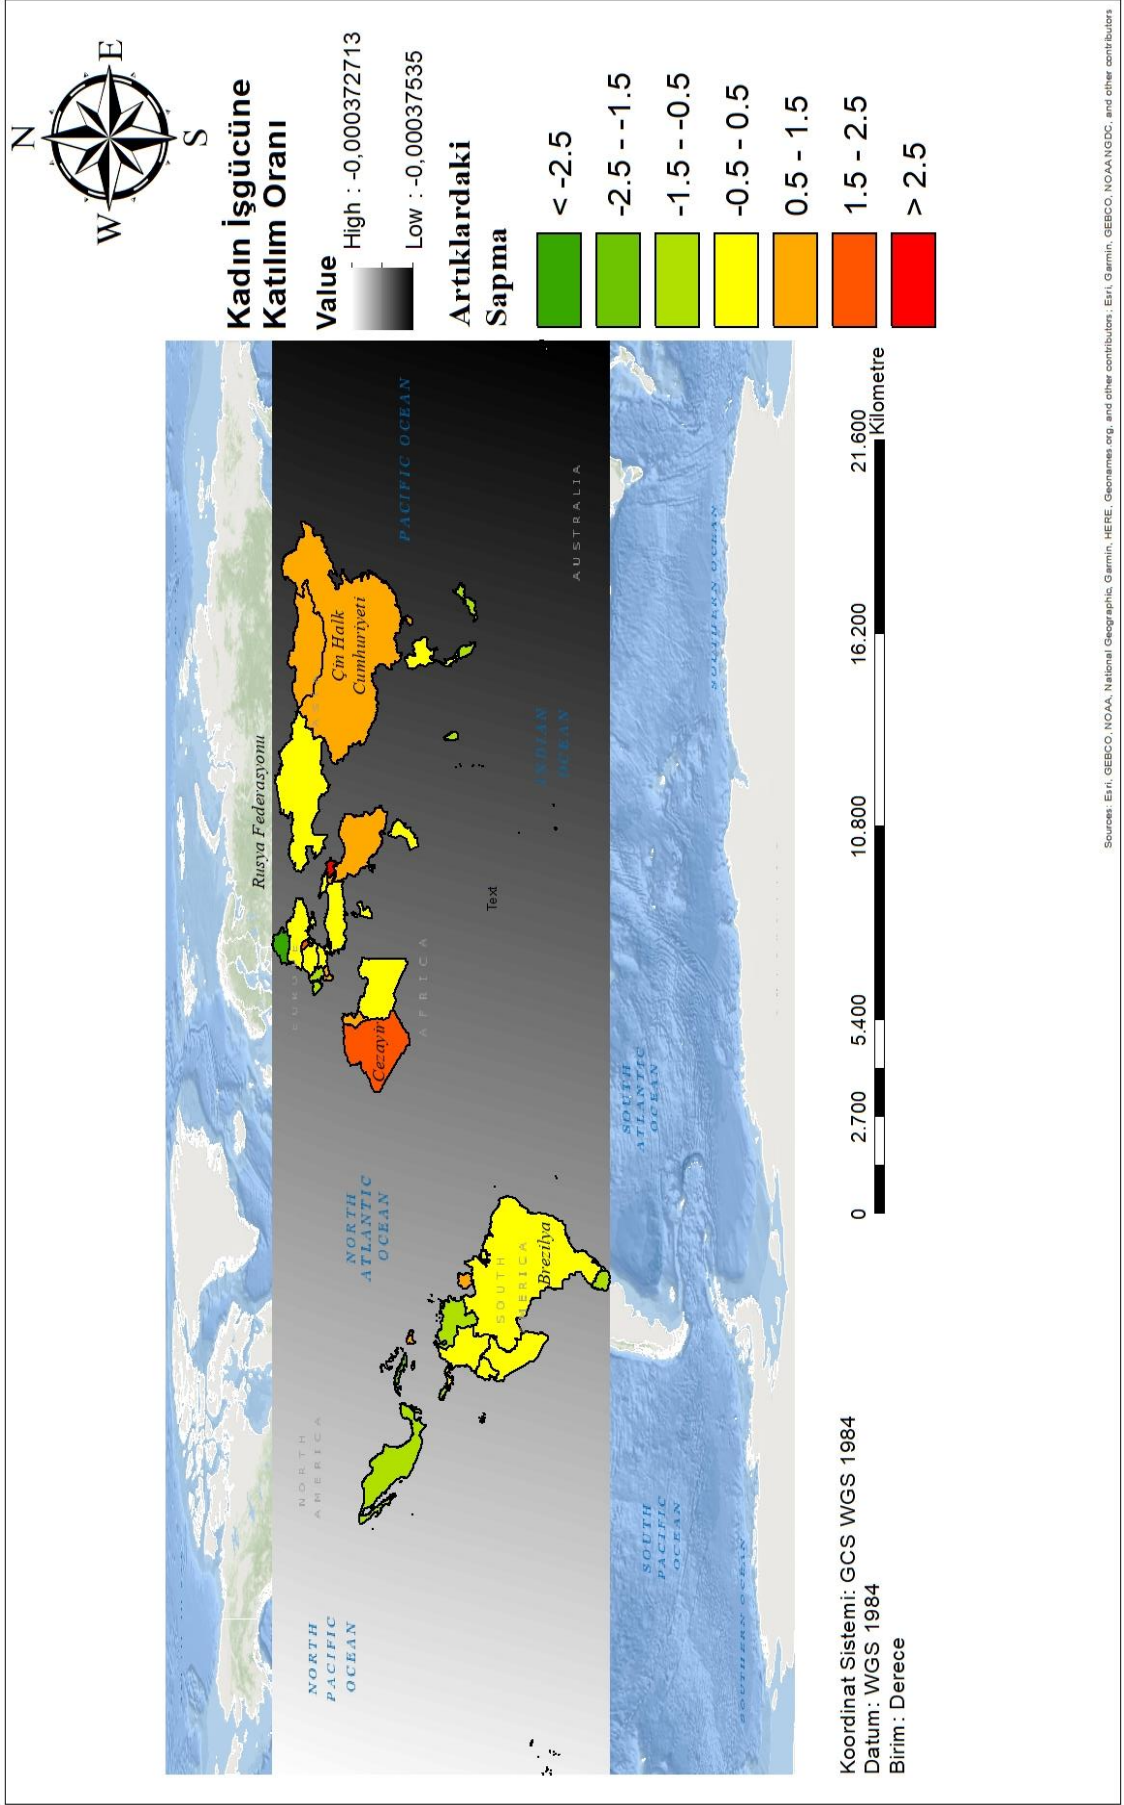 N
W
E
S
Kadın İşgücüne
Katılım Oranı
Value
High : -0,000372713
Low : -0,00037535
Artıklardaki
Sapma
< -2.5
-2.5 - -1.5
-1.5 - -0.5
-0.5 - 0.5
0.5 - 1.5
1.5 - 2.5
> 2.5
Rusya Federasyonu
Çin Halk
Cumhuriyeti
Cezayir
Brezilya
Text
NORTH
AMERICA
AFRICA
AUSTRALIA
SOUTH
NORTH
PACIFIC
OCEAN
NORTH
ATLANTIC
OCEAN
PACIFIC OCEAN
INDIAN
OCEAN
SOUTH
PACIFIC
OCEAN
SOUTH
ATLANTIC
OCEAN
SOUTHERN OCEAN
SOUTHERN OCEAN
Koordinat Sistemi: GCS WGS 1984
Datum: WGS 1984
Birim: Derece
0 2.700 5.400 10.800 16.200 21.600
Kilometre
Sources: Esri, GEBCO, NOAA, National Geographic, Garmin, HERE, Geonames.org, and other contributors; Esri, Garmin, GEBCO, NOAA NGDC, and other contributors